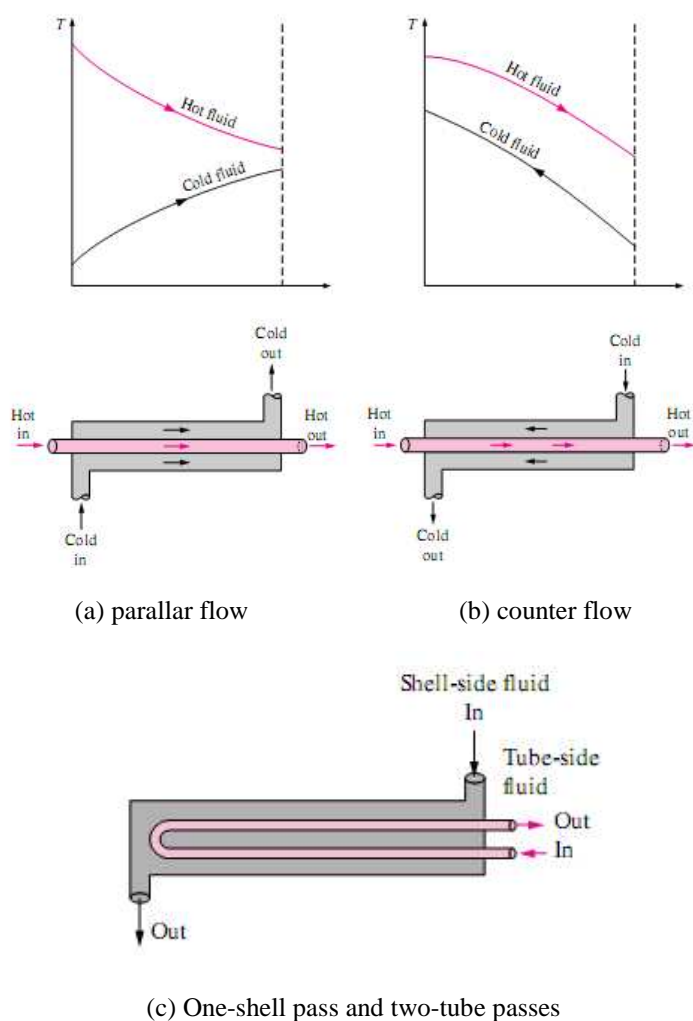 T
Hot fluid
Cold fluid
Cold
out
Hot
in
Hot
out
Cold
in
(a) parallar flow
T
Hot fluid
Cold fluid
Cold
in
Hot
in
Hot
out
Cold
out
(b) counter flow
Shell-side fluid
In
Tube-side
fluid
Out
In
Out
(c) One-shell pass and two-tube passes